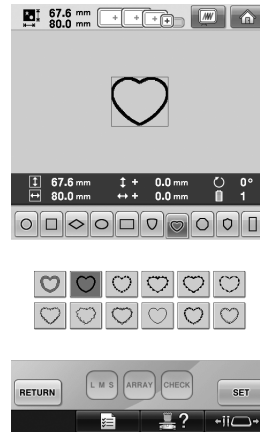 67.6 mm
80.0 mm
67.6 mm + 0.0 mm 0°
80.0 mm + 0.0 mm 1
RETURN L M S ARRAY CHECK SET
?